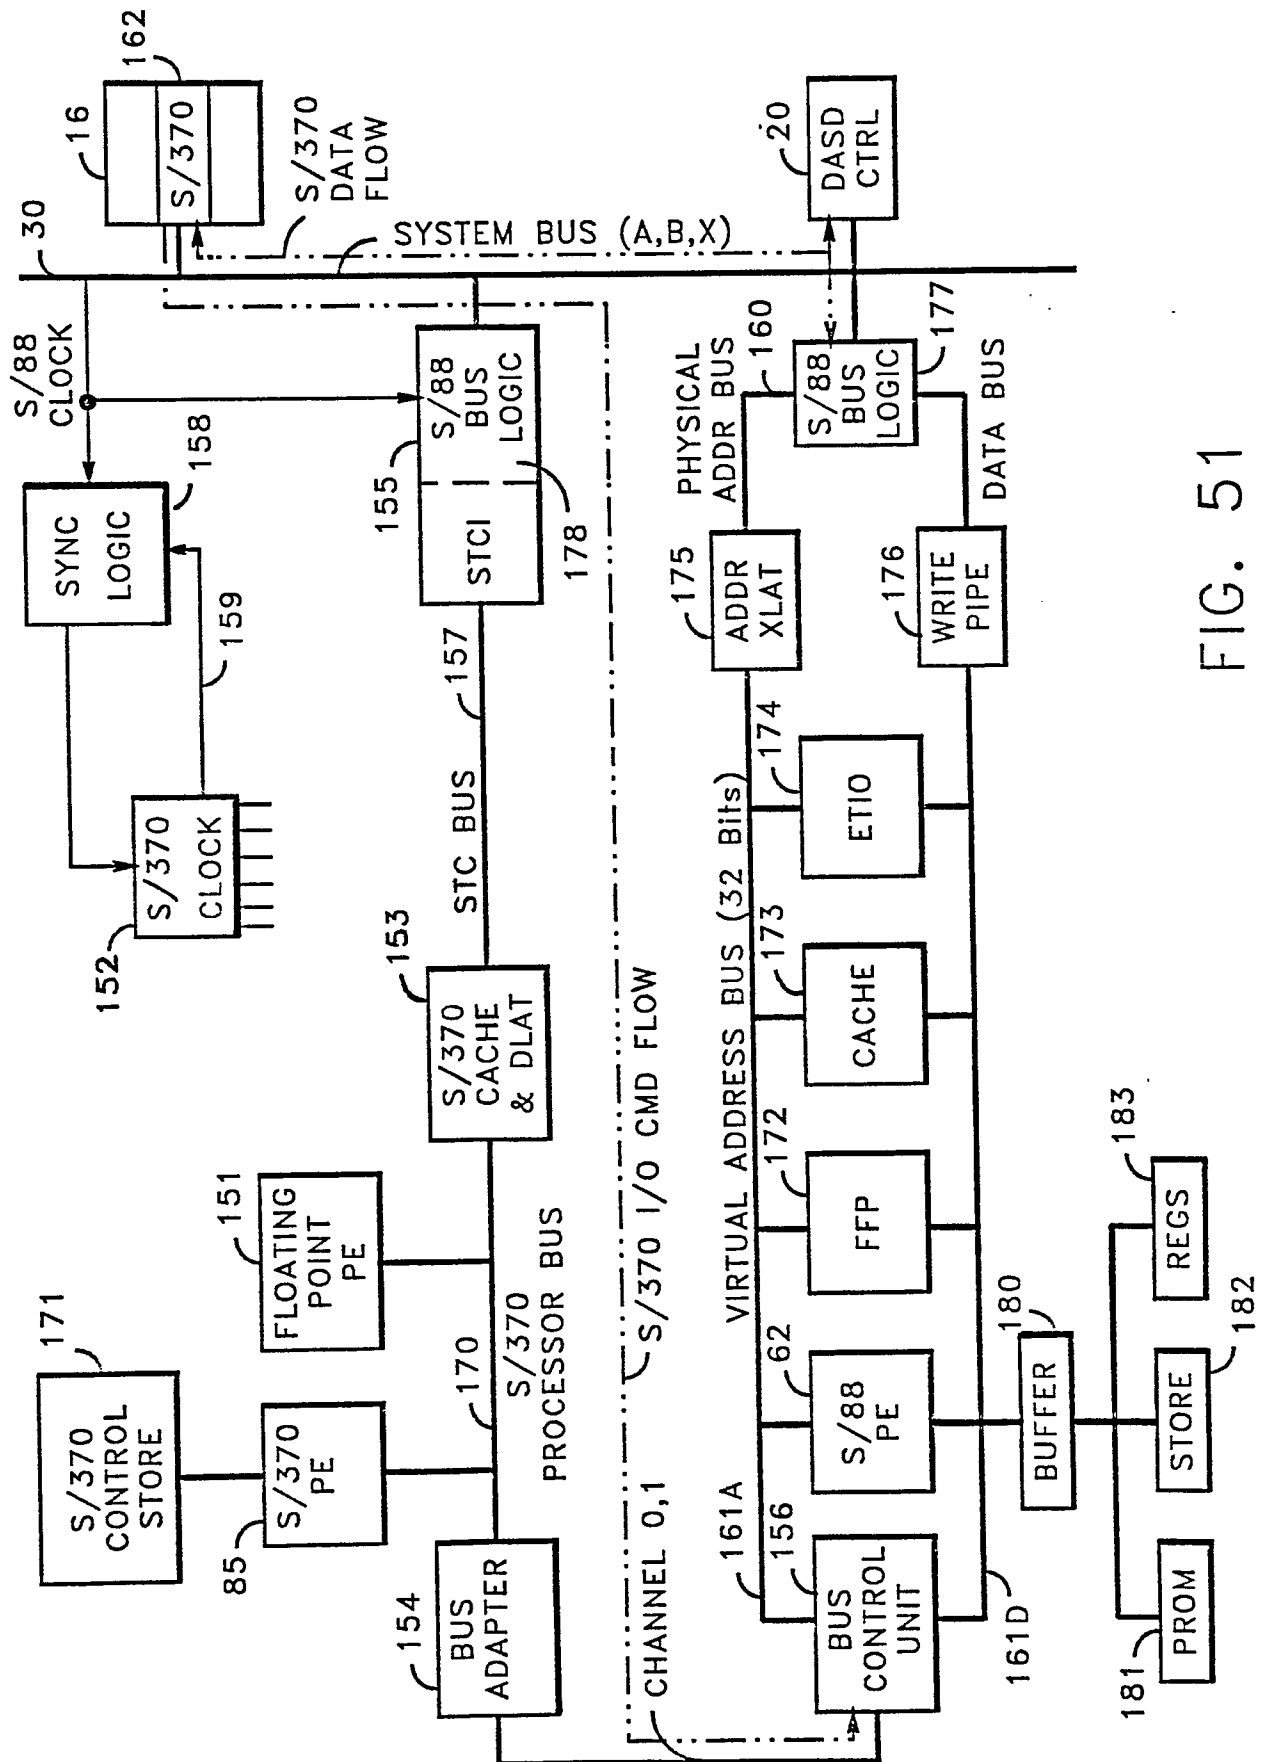 171
S/370
CONTROL
STORE
85
S/370
PE
151
FLOATING
POINT
PE
154
BUS
ADAPTER
170
S/370
PROCESSOR BUS
153
S/370
CACHE
& DLAT
STC BUS
157
152
S/370
CLOCK
159
SYNC
LOGIC
158
S/88
CLOCK
30
155
STCI
S/88
BUS
LOGIC
178
16
162
S/370
S/370
DATA
FLOW
SYSTEM BUS (A,B,X)
CHANNEL 0,1
S/370 I/O CMD FLOW
161A
VIRTUAL ADDRESS BUS (32 Bits)
156
BUS
CONTROL
UNIT
62
S/88
PE
172
FFP
173
CACHE
174
ETIO
175
ADDR
XLAT
PHYSICAL
ADDR BUS
160
S/88
BUS
LOGIC
177
20
DASD
CTRL
176
WRITE
PIPE
DATA BUS
161D
180
BUFFER
181
PROM
STORE
182
REGS
183
FIG. 51